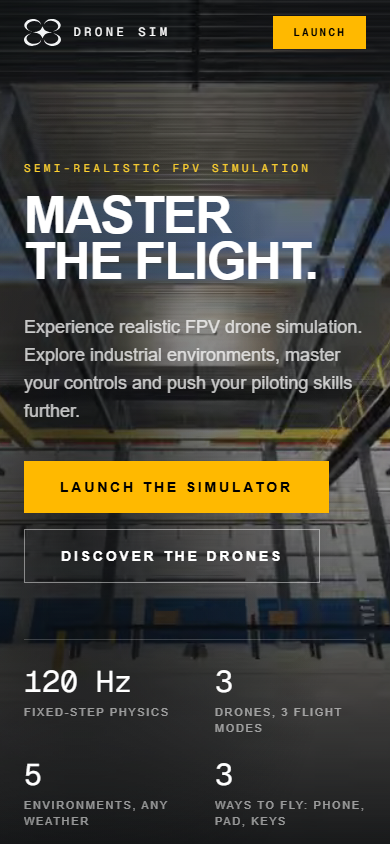 DRONE SIM
LAUNCH
SEMI-REALISTIC FPV SIMULATION
MASTER
THE FLIGHT.
Experience realistic FPV drone simulation.
Explore industrial environments, master
your controls and push your piloting skills
further.
LAUNCH THE SIMULATOR
DISCOVER THE DRONES
120 Hz
FIXED-STEP PHYSICS
3
DRONES, 3 FLIGHT
MODES
5
ENVIRONMENTS, ANY
WEATHER
3
WAYS TO FLY: PHONE,
PAD, KEYS